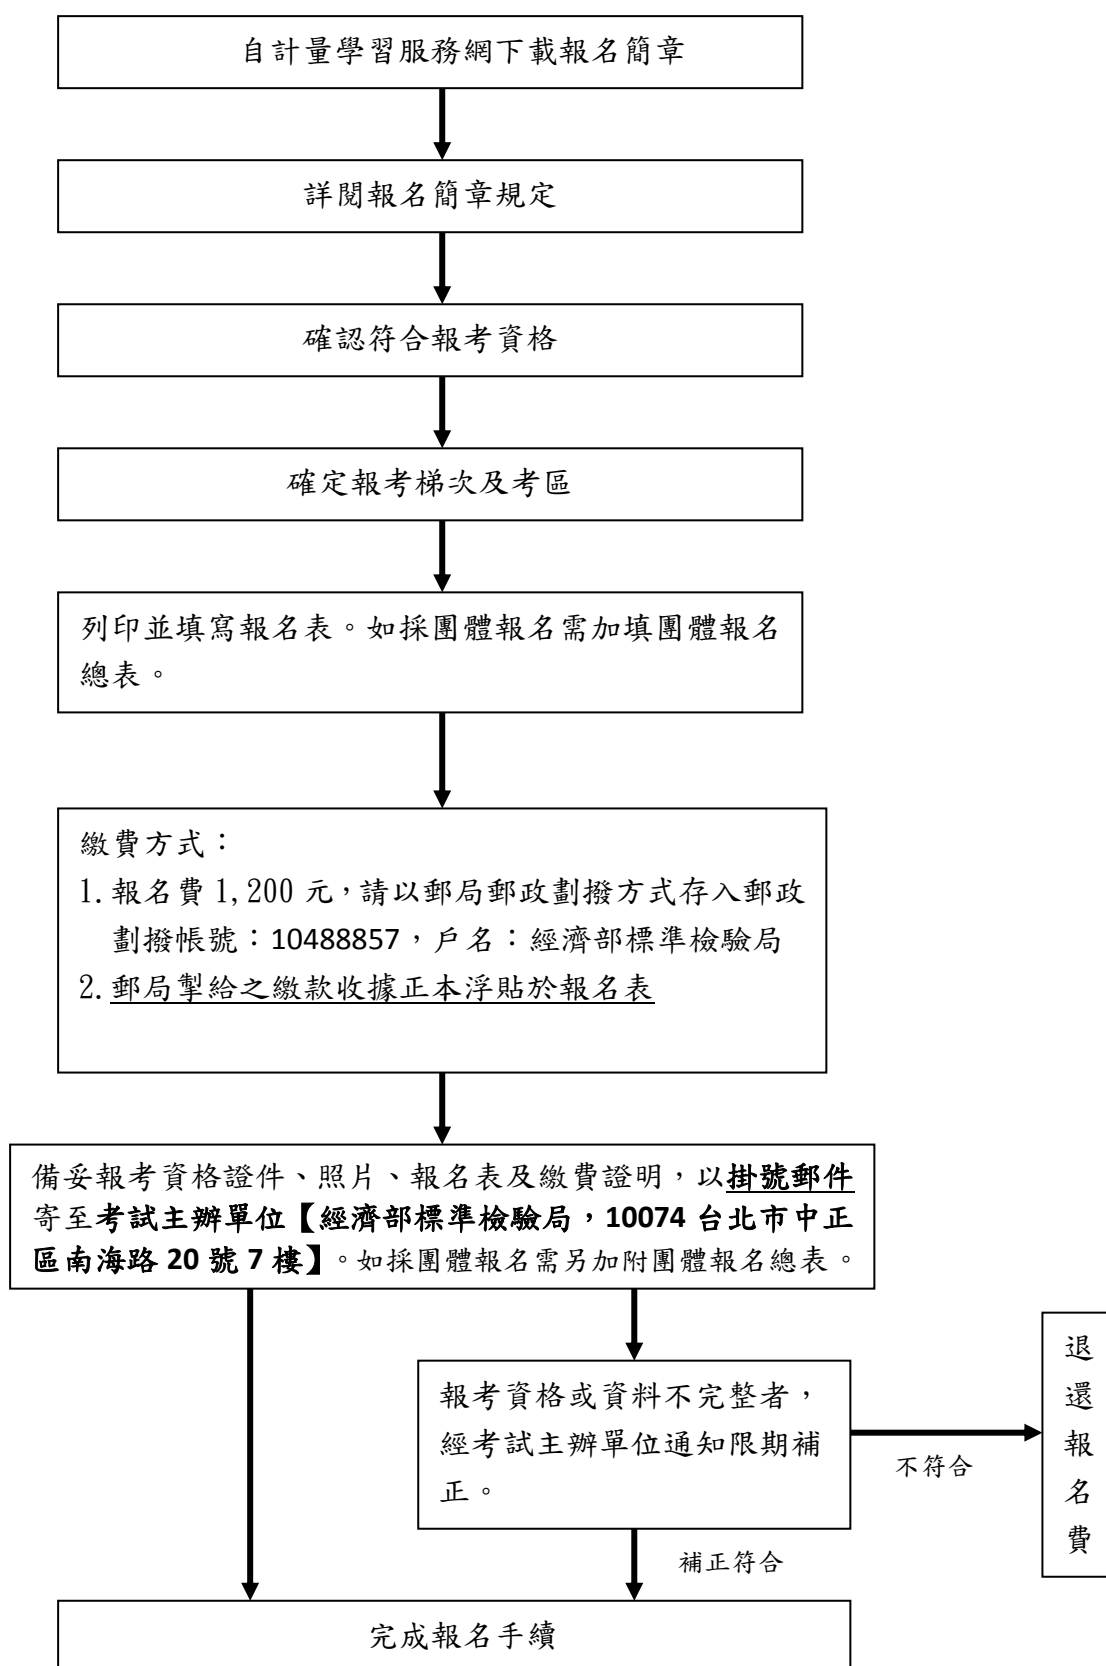 自計量學習服務網下載報名簡章
詳閱報名簡章規定
確認符合報考資格
確定報考梯次及考區
列印並填寫報名表。如採團體報名需加填團體報名
總表。
繳費方式：
1. 報名費 1,200 元，請以郵局郵政劃撥方式存入郵政
劃撥帳號：10488857，戶名：經濟部標準檢驗局
2. 郵局掣給之繳款收據正本浮貼於報名表
備妥報考資格證件、照片、報名表及繳費證明，以掛號郵件
寄至考試主辦單位【經濟部標準檢驗局，10074 台北市中正
區南海路 20 號 7 樓】。如採團體報名需另加附團體報名總表。
報考資格或資料不完整者，
經考試主辦單位通知限期補
正。
不符合
退
還
報
名
費
補正符合
完成報名手續